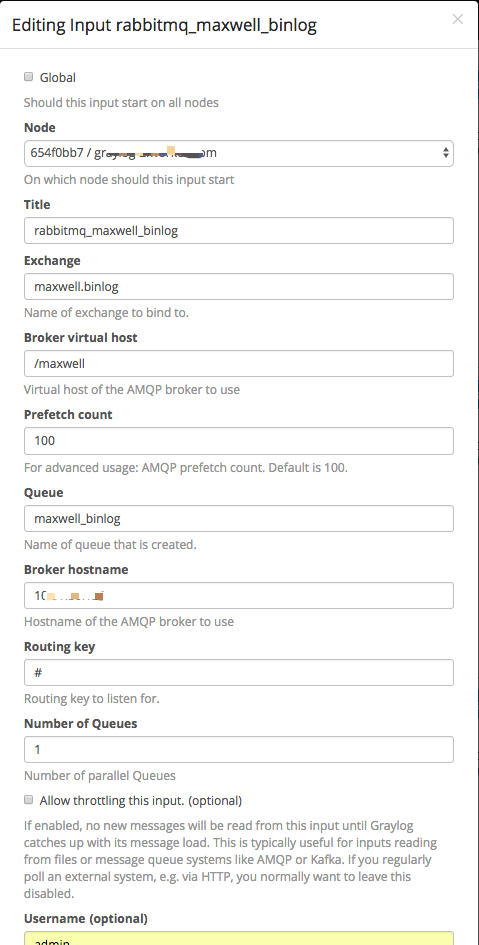 Editing Input rabbitmq_maxwell_binlog
×
Global
Should this input start on all nodes
Node
654f0bb7 /
On which node should this input start
Title
rabbitmq_maxwell_binlog
Exchange
maxwell.binlog
Name of exchange to bind to.
Broker virtual host
/maxwell
Virtual host of the AMQP broker to use
Prefetch count
100
For advanced usage: AMQP prefetch count. Default is 100.
Queue
maxwell_binlog
Name of queue that is created.
Broker hostname
Hostname of the AMQP broker to use
Routing key
#
Routing key to listen for.
Number of Queues
1
Number of parallel Queues
Allow throttling this input. (optional)
If enabled, no new messages will be read from this input until Graylog
catches up with its message load. This is typically useful for inputs reading
from files or message queue systems like AMQP or Kafka. If you regularly
poll an external system, e.g. via HTTP, you normally want to leave this
disabled.
Username (optional)
admin